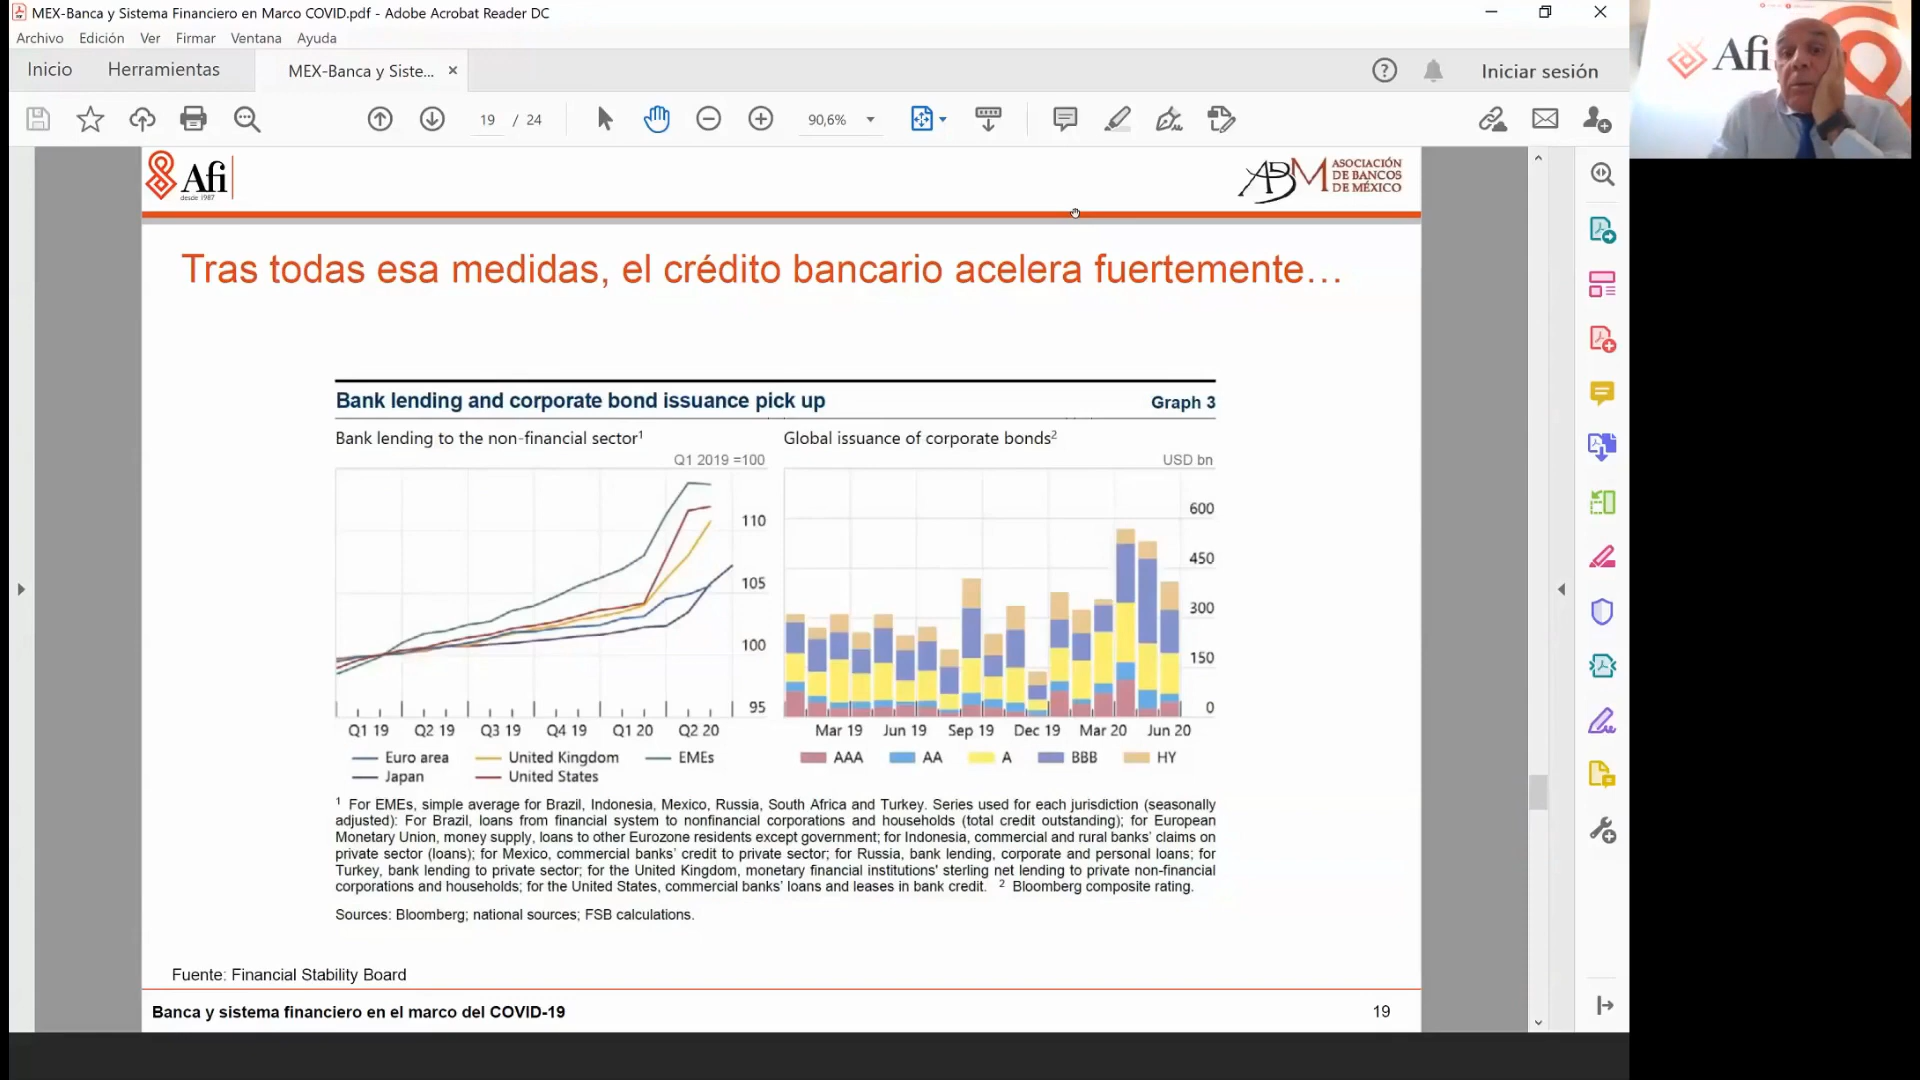 MEX-Banca y Sistema Financiero en Marco COVID.pdf - Adobe Acrobat Reader DC
Archivo Edición Ver Firmar Ventana Ayuda
Inicio Herramientas MEX-Banca y Siste... × Iniciar sesión
19 / 24 90,6%
Afi
desde 1987
ABM ASOCIACIÓN
DE BANCOS
DE MÉXICO
Afi
Tras todas esa medidas, el crédito bancario acelera fuertemente…
Bank lending and corporate bond issuance pick up Graph 3
Bank lending to the non-financial sector¹ Global issuance of corporate bonds²
Q1 2019 =100 USD bn
110
105
100
95
600
450
300
150
0
Q1 19 Q2 19 Q3 19 Q4 19 Q1 20 Q2 20
Mar 19 Jun 19 Sep 19 Dec 19 Mar 20 Jun 20
Euro area United Kingdom EMEs
Japan United States
AAA AA A BBB HY
¹ For EMEs, simple average for Brazil, Indonesia, Mexico, Russia, South Africa and Turkey. Series used for each jurisdiction (seasonally
adjusted): For Brazil, loans from financial system to nonfinancial corporations and households (total credit outstanding); for European
Monetary Union, money supply, loans to other Eurozone residents except government; for Indonesia, commercial and rural banks' claims on
private sector (loans); for Mexico, commercial banks' credit to private sector; for Russia, bank lending, corporate and personal loans; for
Turkey, bank lending to private sector; for the United Kingdom, monetary financial institutions' sterling net lending to private non-financial
corporations and households; for the United States, commercial banks' loans and leases in bank credit. ² Bloomberg composite rating.
Sources: Bloomberg; national sources; FSB calculations.
Fuente: Financial Stability Board
Banca y sistema financiero en el marco del COVID-19 19